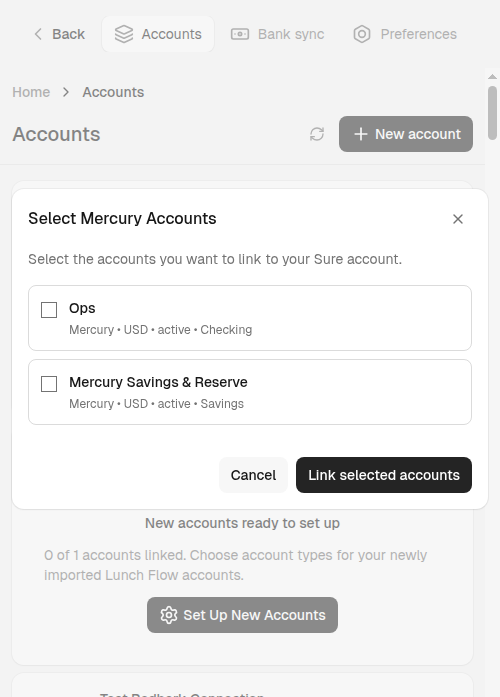 Back
Accounts
Bank sync
Preferences
Home
Accounts
Accounts
New account
Select Mercury Accounts
Select the accounts you want to link to your Sure account.
Ops
Mercury • USD • active • Checking
Mercury Savings & Reserve
Mercury • USD • active • Savings
Cancel
Link selected accounts
New accounts ready to set up
0 of 1 accounts linked. Choose account types for your newly
imported Lunch Flow accounts.
Set Up New Accounts